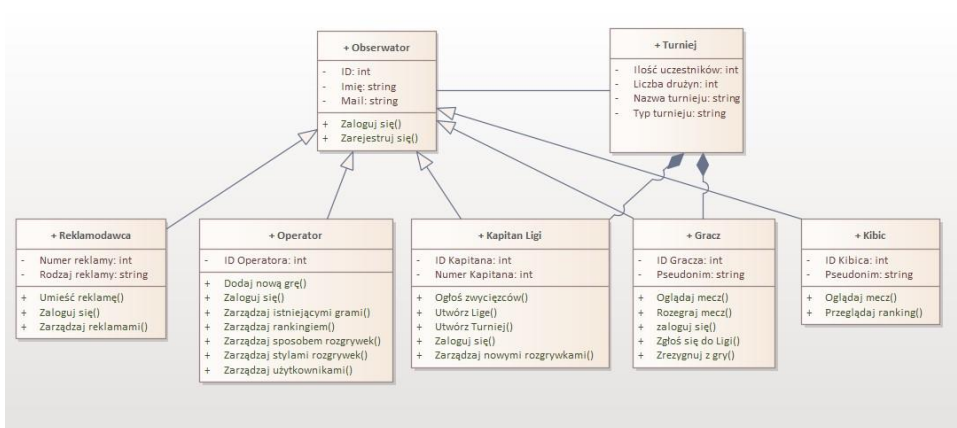 + Obserwator
- ID: int
- Imię: string
- Mail: string
+ Zaloguj się()
+ Zarejestruj się()
+ Turniej
- Ilość uczestników: int
- Liczba drużyn: int
- Nazwa turnieju: string
- Typ turnieju: string
+ Reklamodawca
- Numer reklamy: int
- Rodzaj reklamy: string
+ Umieść reklamę()
+ Zaloguj się()
+ Zarządzaj reklamami()
+ Operator
- ID Operatora: int
+ Dodaj nową grę()
+ Zaloguj się()
+ Zarządzaj istniejącymi grami()
+ Zarządzaj rankingiem()
+ Zarządzaj sposobem rozgrywek()
+ Zarządzaj stylami rozgrywek()
+ Zarządzaj użytkownikami()
+ Kapitan Ligi
- ID Kapitana: int
- Numer Kapitana: int
+ Ogłoś zwycięzców()
+ Utwórz Lige()
+ Utwórz Turniej()
+ Zaloguj się()
+ Zarządzaj nowymi rozgrywkami()
+ Gracz
- ID Gracza: int
- Pseudonim: string
+ Oglądaj mecz()
+ Rozegraj mecz()
+ zaloguj się()
+ Zgłoś się do Ligi()
+ Zrezygnuj z gry()
+ Kibic
- ID Kibica: int
- Pseudonim: string
+ Oglądaj mecz()
+ Przeglądaj ranking()